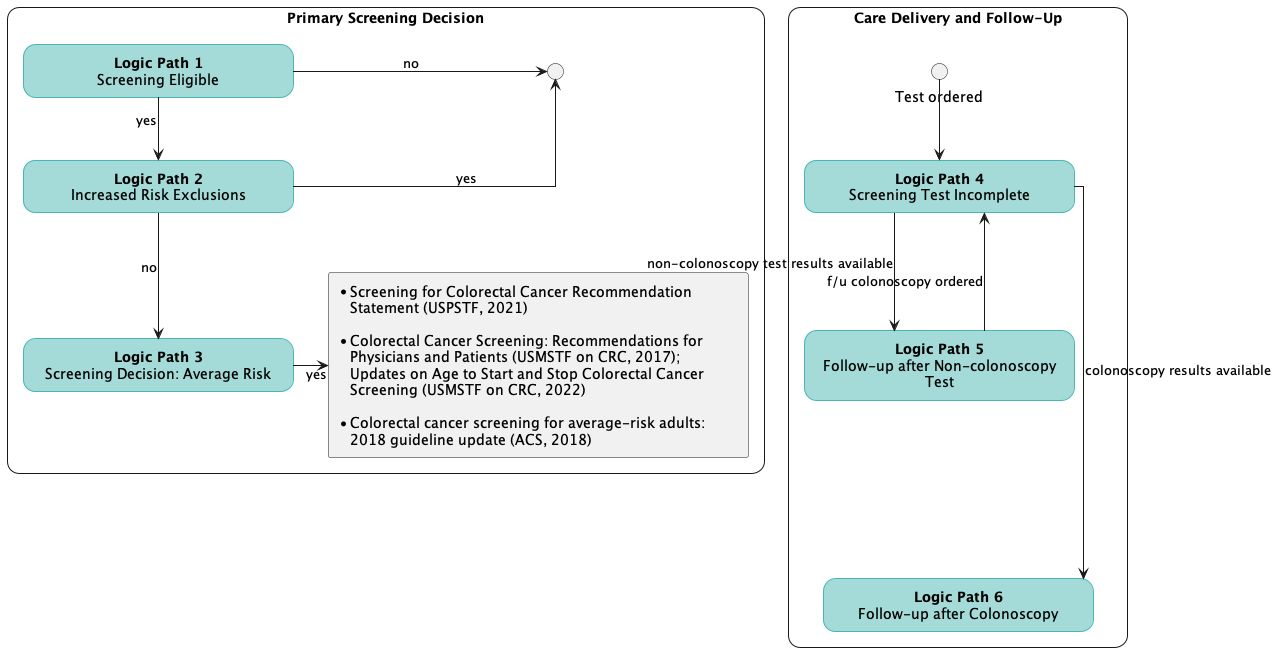 Primary Screening Decision
Logic Path 1
Screening Eligible
no
yes
Logic Path 2
Increased Risk Exclusions
yes
no
Logic Path 3
Screening Decision: Average Risk
yes
• Screening for Colorectal Cancer Recommendation
Statement (USPSTF, 2021)
• Colorectal Cancer Screening: Recommendations for
Physicians and Patients (USMSTF on CRC, 2017);
Updates on Age to Start and Stop Colorectal Cancer
Screening (USMSTF on CRC, 2022)
• Colorectal cancer screening for average-risk adults:
2018 guideline update (ACS, 2018)
Care Delivery and Follow-Up
Test ordered
Logic Path 4
Screening Test Incomplete
non-colonoscopy test results available
f/u colonoscopy ordered
Logic Path 5
Follow-up after Non-colonoscopy
Test
colonoscopy results available
Logic Path 6
Follow-up after Colonoscopy